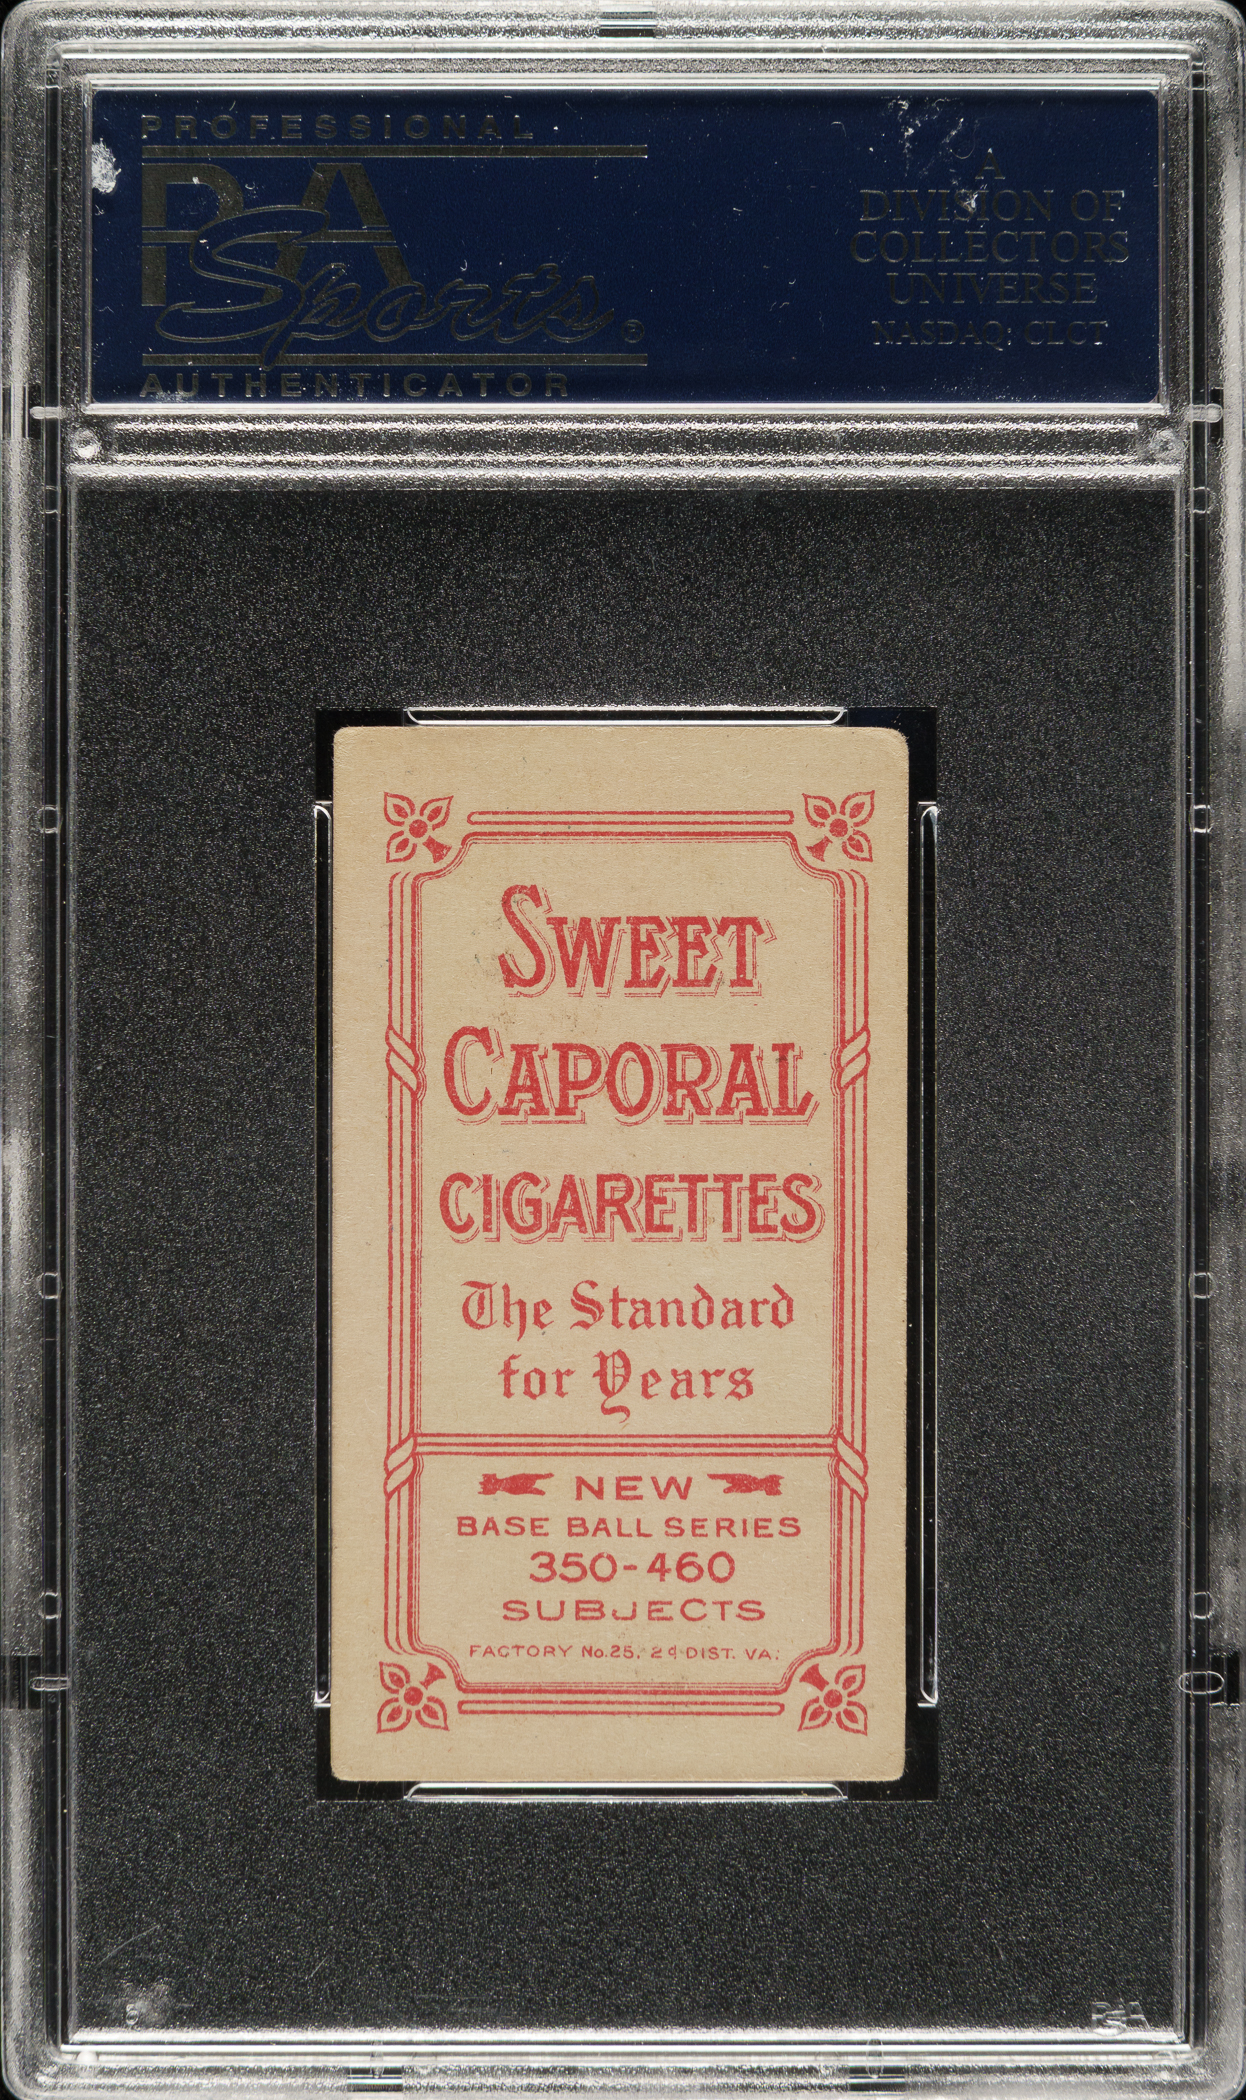 PROFESSIONAL
PSA
Sports®
AUTHENTICATOR
A
DIVISION OF
COLLECTORS
UNIVERSE
NASDAQ: CLCT
SWEET
CAPORAL
CIGARETTES
The Standard
for Years
NEW
BASE BALL SERIES
350-460
SUBJECTS
FACTORY No. 25, 2d DIST. VA.
PSA